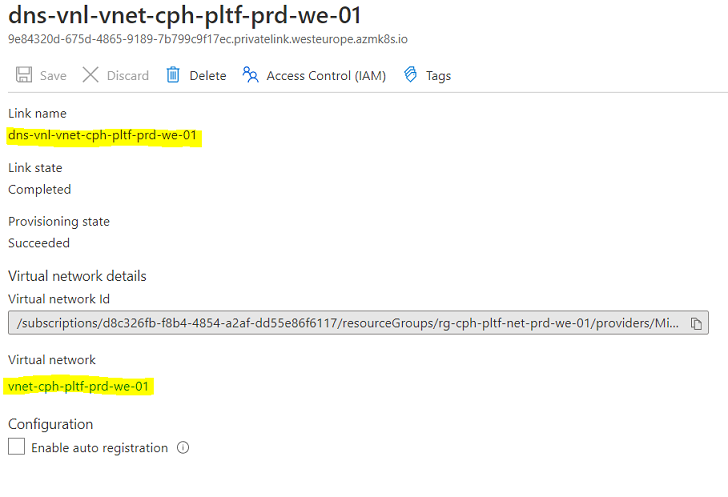 dns-vnl-vnet-cph-pltf-prd-we-01
9e84320d-675d-4865-9189-7b799c9f17ec.privatelink.westeurope.azmk8s.io
Save Discard Delete Access Control (IAM) Tags
Link name
dns-vnl-vnet-cph-pltf-prd-we-01
Link state
Completed
Provisioning state
Succeeded
Virtual network details
Virtual network Id
/subscriptions/d8c326fb-f8b4-4854-a2af-dd55e86f6117/resourceGroups/rg-cph-pltf-net-prd-we-01/providers/Mi...
Virtual network
vnet-cph-pltf-prd-we-01
Configuration
Enable auto registration